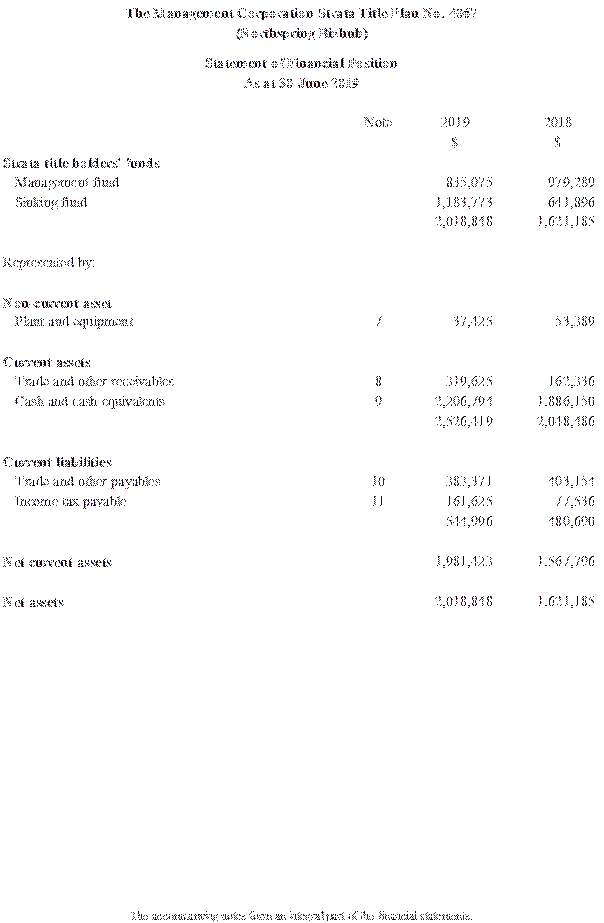 The Management Corporation Strata Title Plan No. 4067
(Northspring Bizhub)
Statement of Financial Position
As at 30 June 2019
Note 2019 2018
$ $
Strata title holders' funds
Management fund 835,075 979,289
Sinking fund 1,183,773 641,896
2,018,848 1,621,185
Represented by:
Non-current asset
Plant and equipment 7 37,425 53,389
Current assets
Trade and other receivables 8 319,625 162,336
Cash and cash equivalents 9 2,206,794 1,886,150
2,526,419 2,048,486
Current liabilities
Trade and other payables 10 383,371 403,154
Income tax payable 11 161,625 77,536
544,996 480,690
Net current assets 1,981,423 1,567,796
Net assets 2,018,848 1,621,185
The accompanying notes form an integral part of the financial statements.